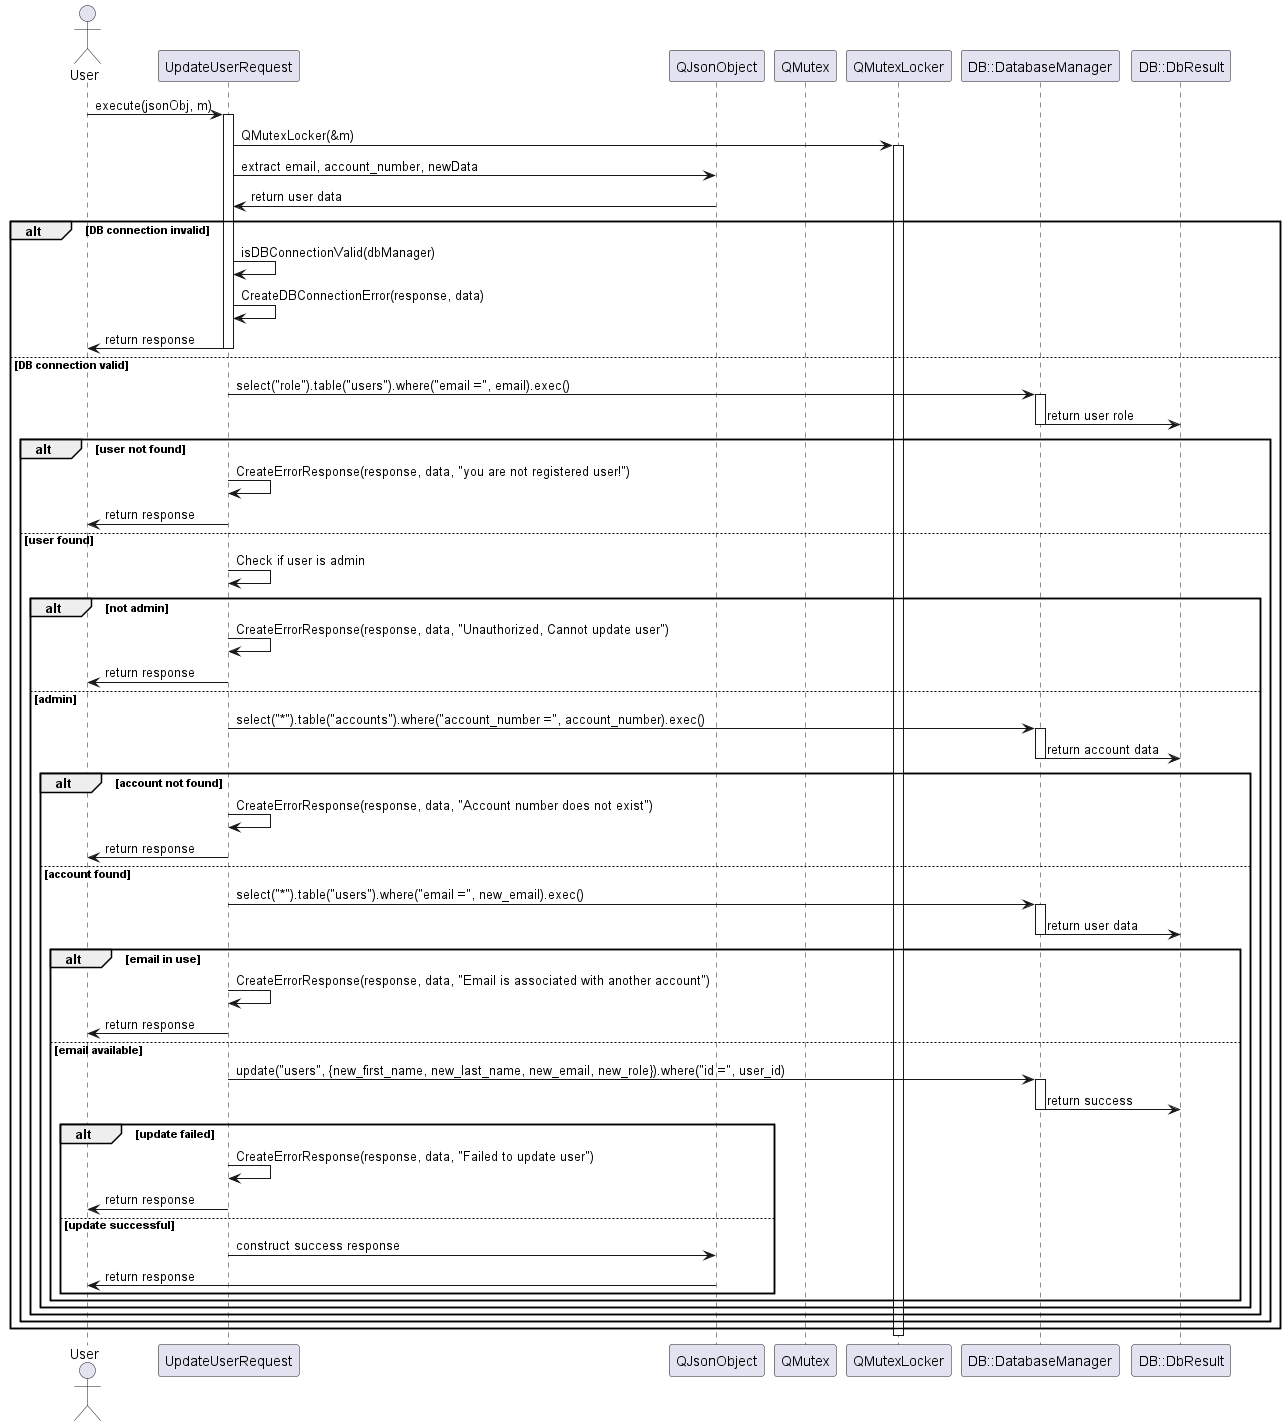 User
UpdateUserRequest
QJsonObject
QMutex
QMutexLocker
DB::DatabaseManager
DB::DbResult
execute(jsonObj, m)
QMutexLocker(&m)
extract email, account_number, newData
return user data
alt
[DB connection invalid]
isDBConnectionValid(dbManager)
CreateDBConnectionError(response, data)
return response
[DB connection valid]
select("role").table("users").where("email =", email).exec()
return user role
alt
[user not found]
CreateErrorResponse(response, data, "you are not registered user!")
return response
[user found]
Check if user is admin
alt
[not admin]
CreateErrorResponse(response, data, "Unauthorized, Cannot update user")
return response
[admin]
select("*").table("accounts").where("account_number =", account_number).exec()
return account data
alt
[account not found]
CreateErrorResponse(response, data, "Account number does not exist")
return response
[account found]
select("*").table("users").where("email =", new_email).exec()
return user data
alt
[email in use]
CreateErrorResponse(response, data, "Email is associated with another account")
return response
[email available]
update("users", {new_first_name, new_last_name, new_email, new_role}).where("id =", user_id)
return success
alt
[update failed]
CreateErrorResponse(response, data, "Failed to update user")
return response
[update successful]
construct success response
return response
User
UpdateUserRequest
QJsonObject
QMutex
QMutexLocker
DB::DatabaseManager
DB::DbResult